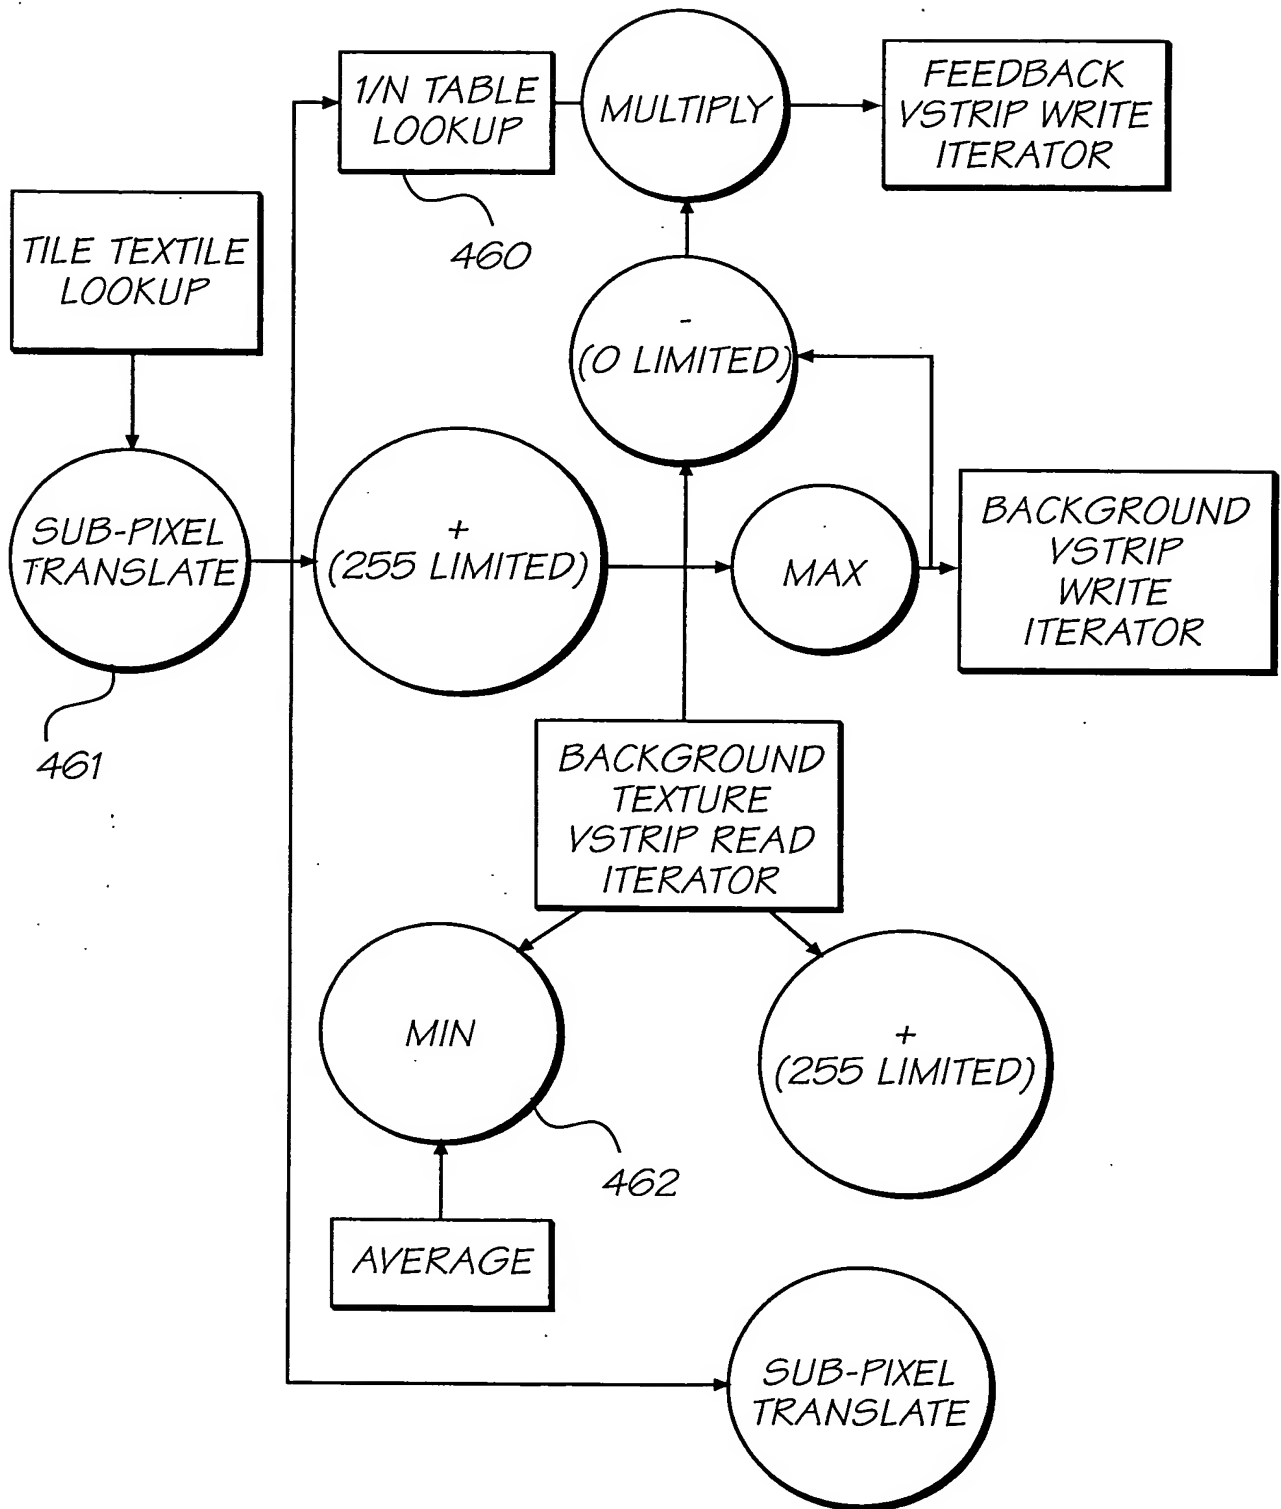 1/N TABLE
LOOKUP
MULTIPLY
FEEDBACK
VSTRIP WRITE
ITERATOR
460
TILE TEXTILE
LOOKUP
-
(0 LIMITED)
SUB-PIXEL
TRANSLATE
+
(255 LIMITED)
MAX
BACKGROUND
VSTRIP
WRITE
ITERATOR
461
BACKGROUND
TEXTURE
VSTRIP READ
ITERATOR
MIN
+
(255 LIMITED)
462
AVERAGE
SUB-PIXEL
TRANSLATE